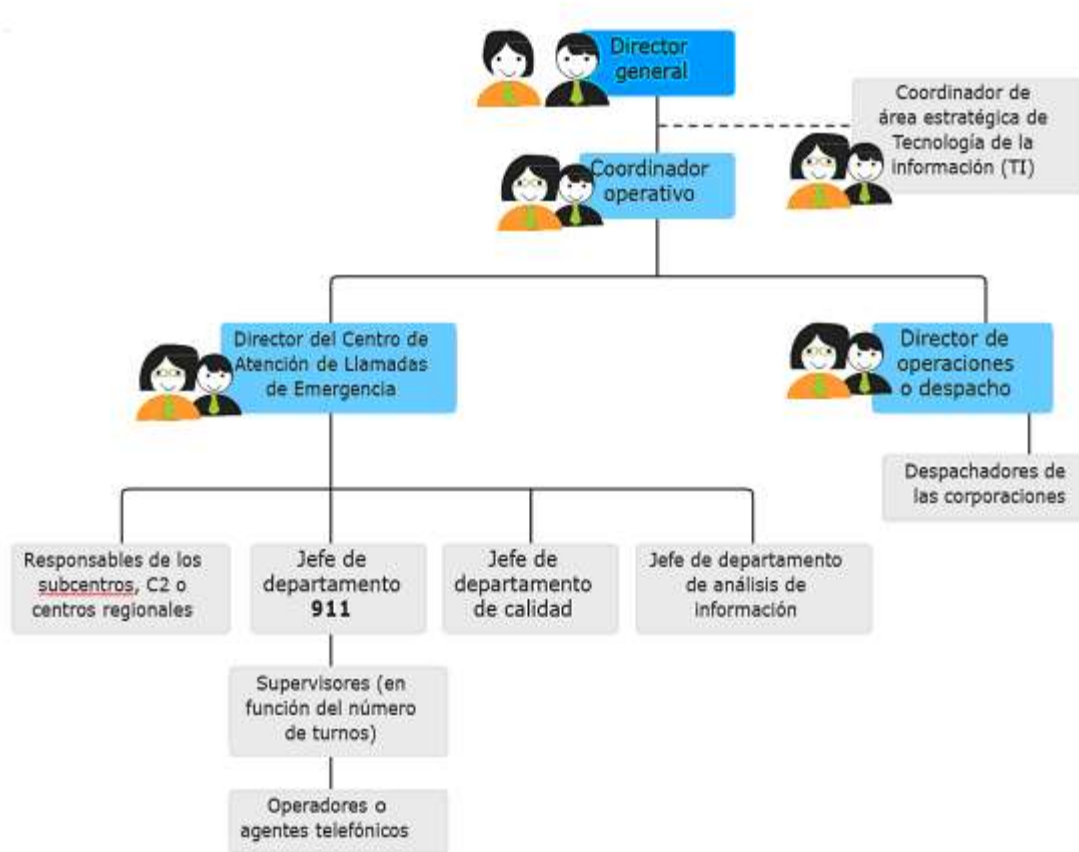 Director
general
Coordinador de
área estratégica de
Tecnología de la
información (TI)
Coordinador
operativo
Director del Centro de
Atención de Llamadas
de Emergencia
Director de
operaciones
o despacho
Despachadores de
las corporaciones
Responsables de los
subcentros, C2 o
centros regionales
Jefe de
departamento
911
Jefe de
departamento
de calidad
Jefe de departamento
de análisis de
información
Supervisores (en
función del número
de turnos)
Operadores o
agentes telefónicos